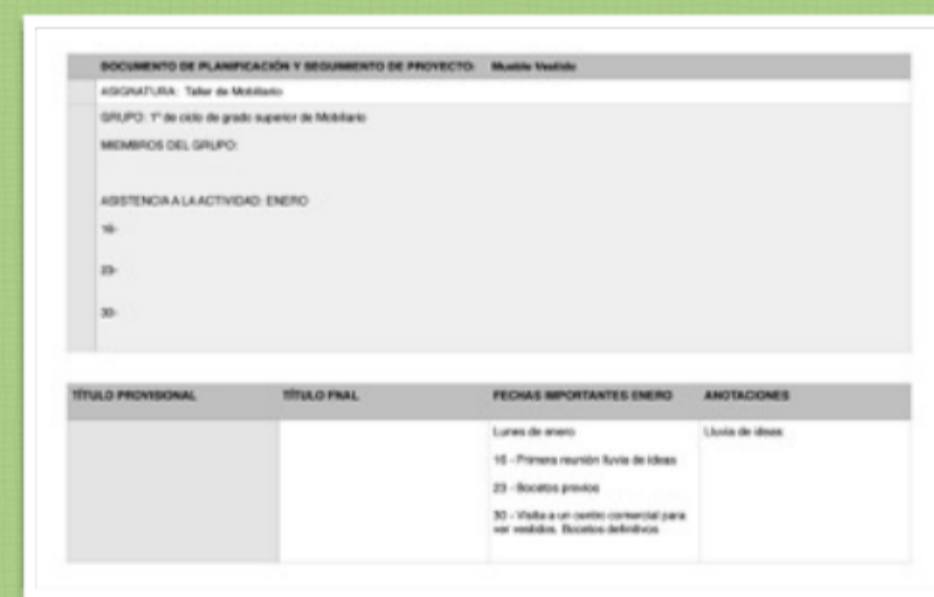 DOCUMENTO DE PLANIFICACIÓN Y SEGUIMIENTO DE PROYECTO: Mueble Vestido
ASIGNATURA: Taller de Mobiliario
GRUPO: 1º de ciclo de grado superior de Mobiliario
MIEMBROS DEL GRUPO:
ASISTENCIA A LA ACTIVIDAD: ENERO
16-
23-
30-
TÍTULO PROVISIONAL TÍTULO FNAL FECHAS IMPORTANTES ENERO ANOTACIONES
Lunes de enero Lluvia de ideas:
16 - Primera reunión lluvia de ideas
23 - Bocetos previos
30 - Visita a un centro comercial para
ver vestidos. Bocetos definitivos